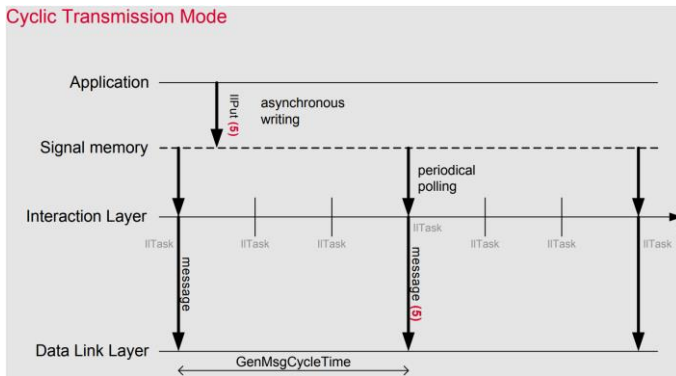 Cyclic Transmission Mode
Application
IlPut (5)
asynchronous
writing
Signal memory
periodical
polling
Interaction Layer
IlTask
IlTask
IlTask
IlTask
IlTask
IlTask
IlTask
message
message (5)
Data Link Layer
GenMsgCycleTime